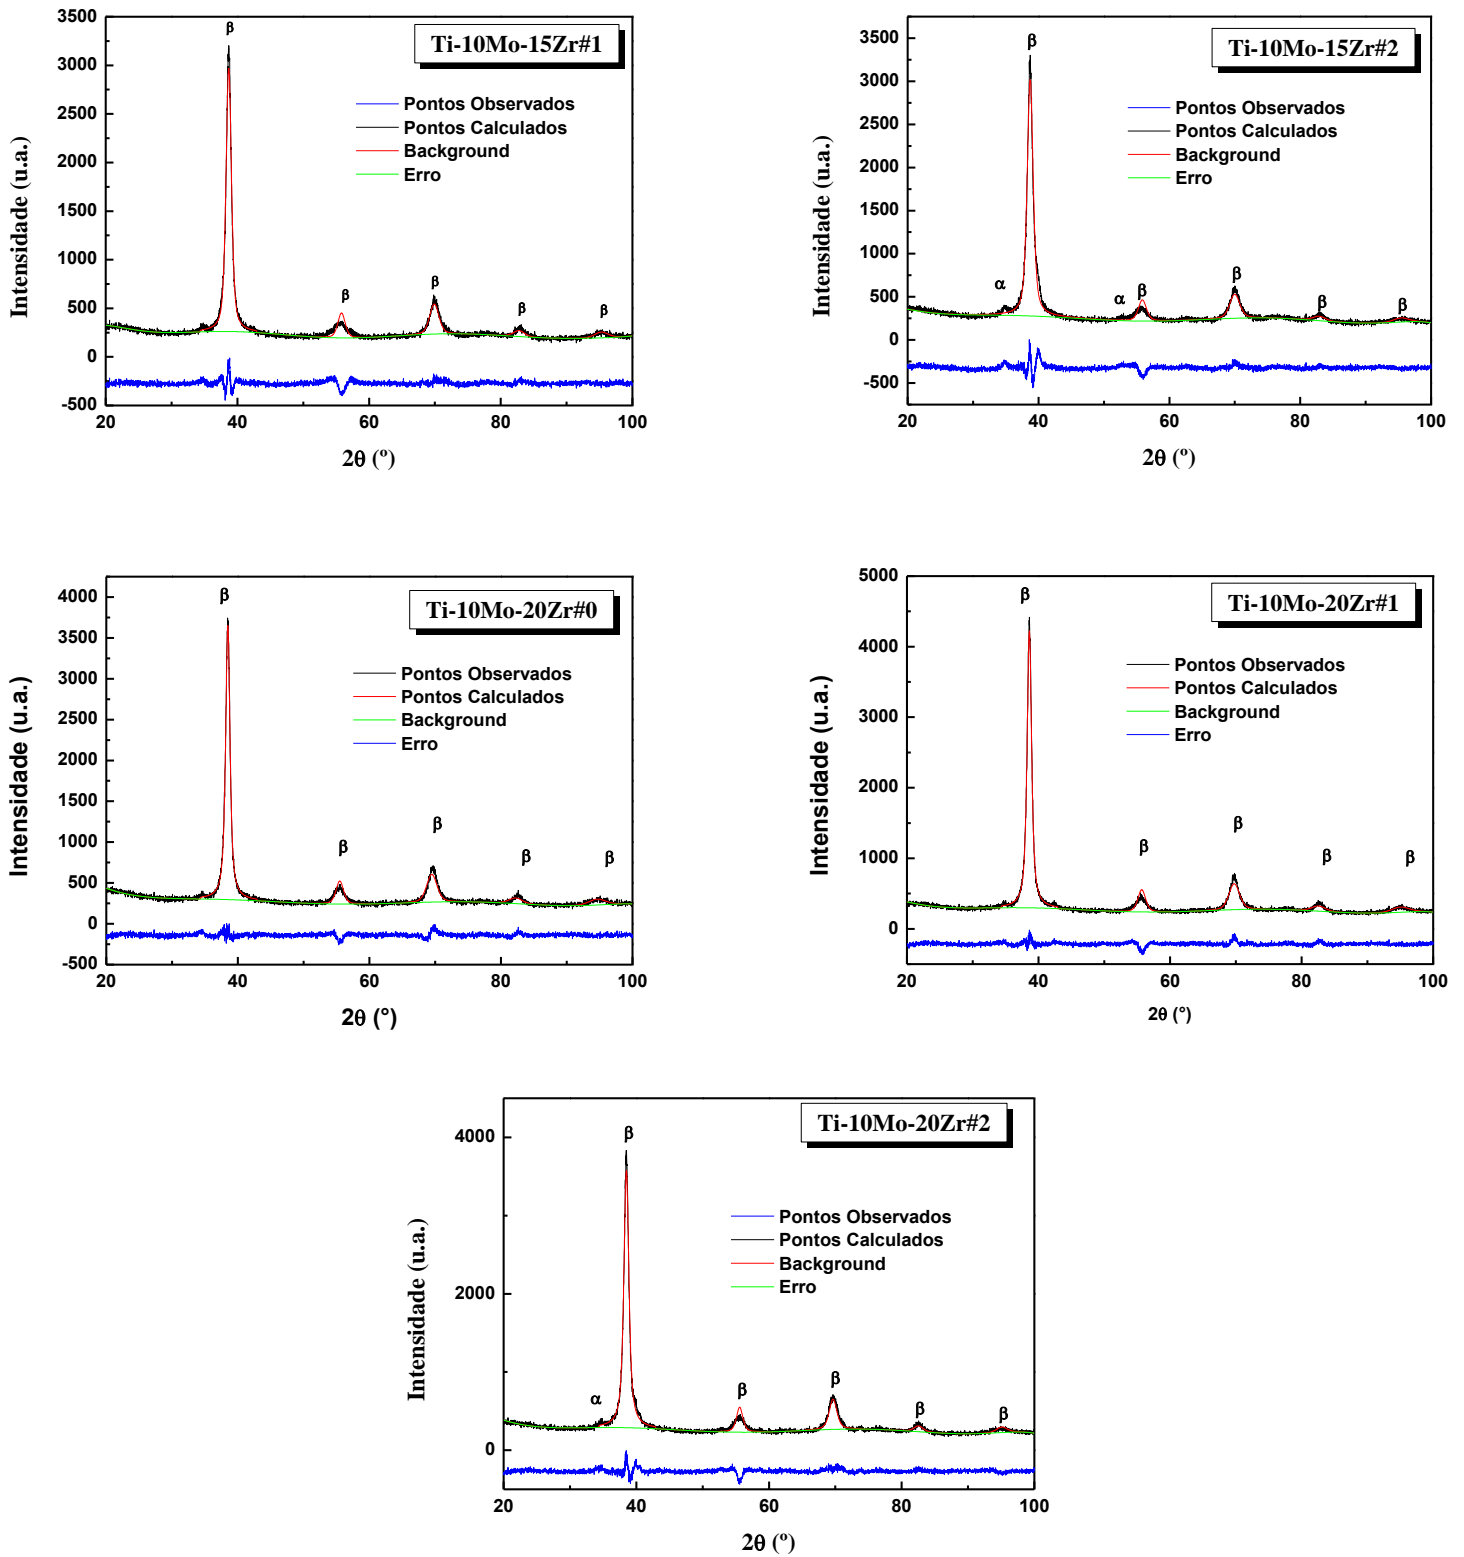 Ti-10Mo-15Zr#1
β
β
β
β
β
Pontos Observados
Pontos Calculados
Background
Erro
Intensidade (u.a.)
3500
3000
2500
2000
1500
1000
500
0
-500
20
40
60
80
100
2θ (º)
Ti-10Mo-15Zr#2
β
α
α
β
β
β
β
Pontos Observados
Pontos Calculados
Background
Erro
Intensidade (u.a.)
3500
3000
2500
2000
1500
1000
500
0
-500
20
40
60
80
100
2θ (º)
Ti-10Mo-20Zr#0
β
β
β
β
β
Pontos Observados
Pontos Calculados
Background
Erro
Intensidade (u.a.)
4000
3500
3000
2500
2000
1500
1000
500
0
-500
20
40
60
80
100
2θ (°)
Ti-10Mo-20Zr#1
β
β
β
β
β
Pontos Observados
Pontos Calculados
Background
Erro
Intensidade (u.a.)
5000
4000
3000
2000
1000
0
20
40
60
80
100
2θ (°)
Ti-10Mo-20Zr#2
β
α
β
β
β
β
Pontos Observados
Pontos Calculados
Background
Erro
Intensidade (u.a.)
4000
2000
0
20
40
60
80
100
2θ (º)